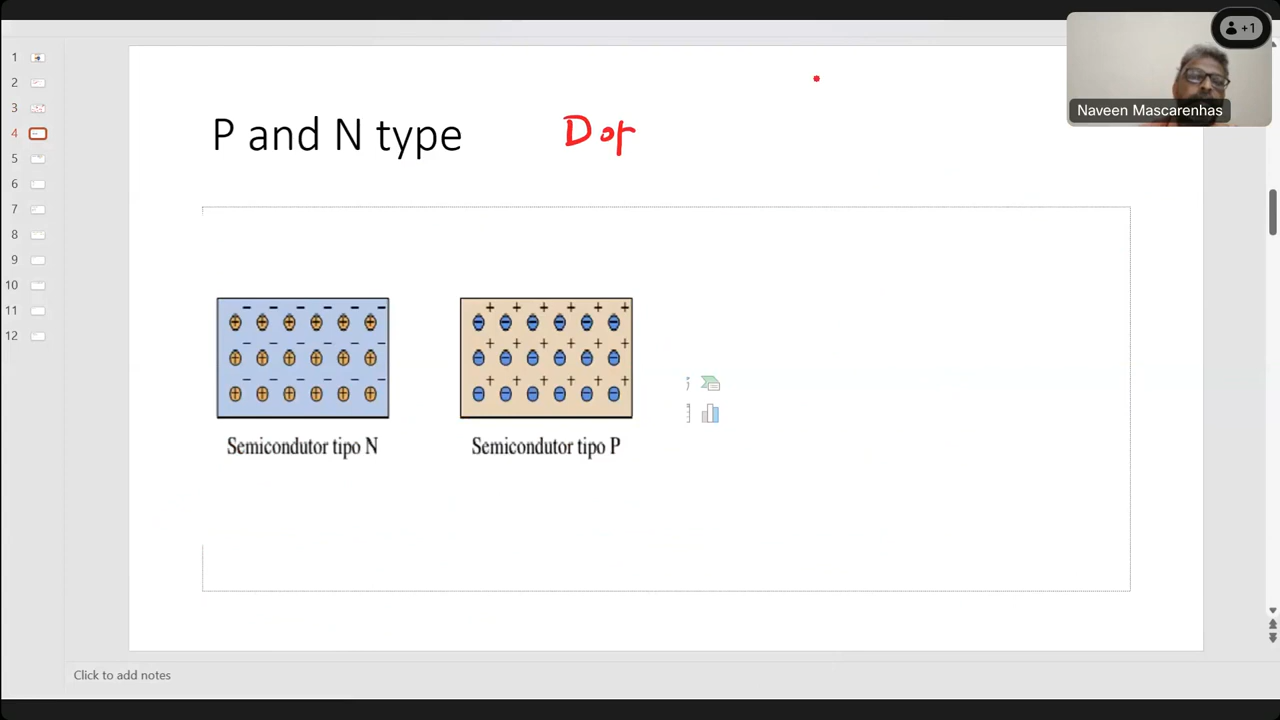 +1
Naveen Mascarenhas
1
2
3
4
5
6
7
8
9
10
11
12
P and N type
Dop
Semicondutor tipo N
Semicondutor tipo P
Click to add notes